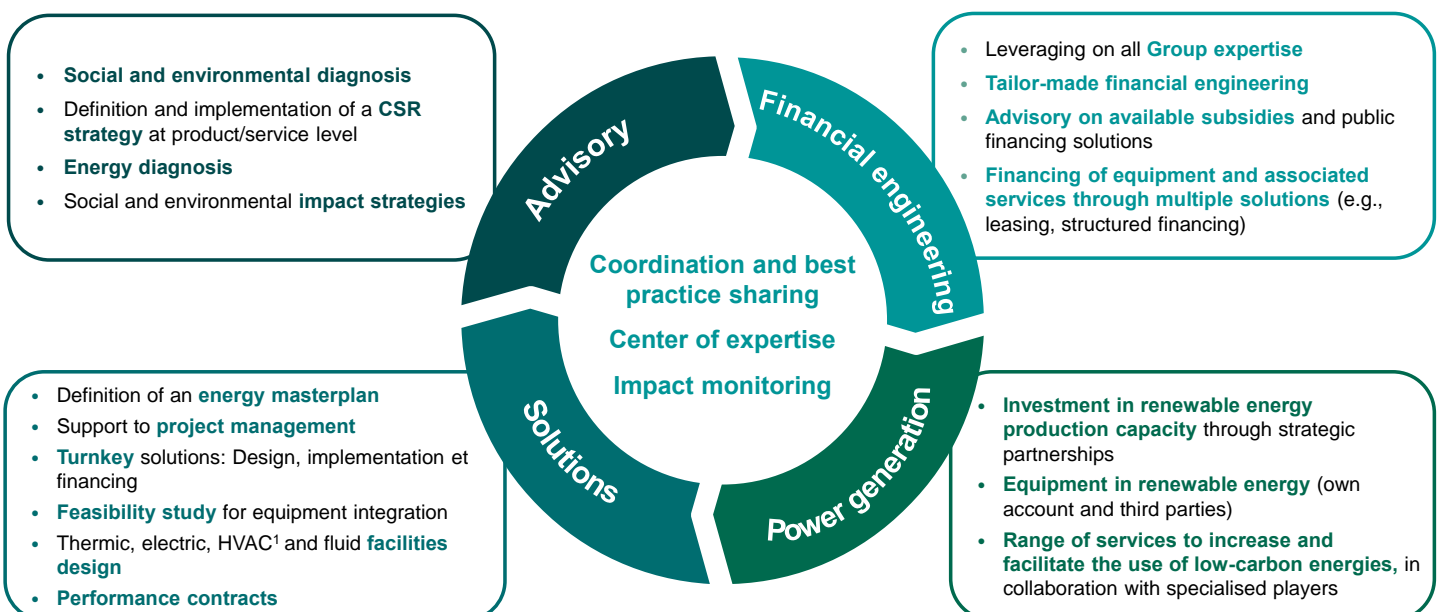 • Social and environmental diagnosis
• Definition and implementation of a CSR
strategy at product/service level
• Energy diagnosis
• Social and environmental impact strategies
Advisory
Financial engineering
• Leveraging on all Group expertise
• Tailor-made financial engineering
• Advisory on available subsidies and public
financing solutions
• Financing of equipment and associated
services through multiple solutions (e.g.,
leasing, structured financing)
Coordination and best
practice sharing
Center of expertise
Impact monitoring
• Definition of an energy masterplan
• Support to project management
• Turnkey solutions: Design, implementation et
financing
• Feasibility study for equipment integration
• Thermic, electric, HVAC¹ and fluid facilities
design
• Performance contracts
Solutions
Power generation
• Investment in renewable energy
production capacity through strategic
partnerships
• Equipment in renewable energy (own
account and third parties)
• Range of services to increase and
facilitate the use of low-carbon energies, in
collaboration with specialised players